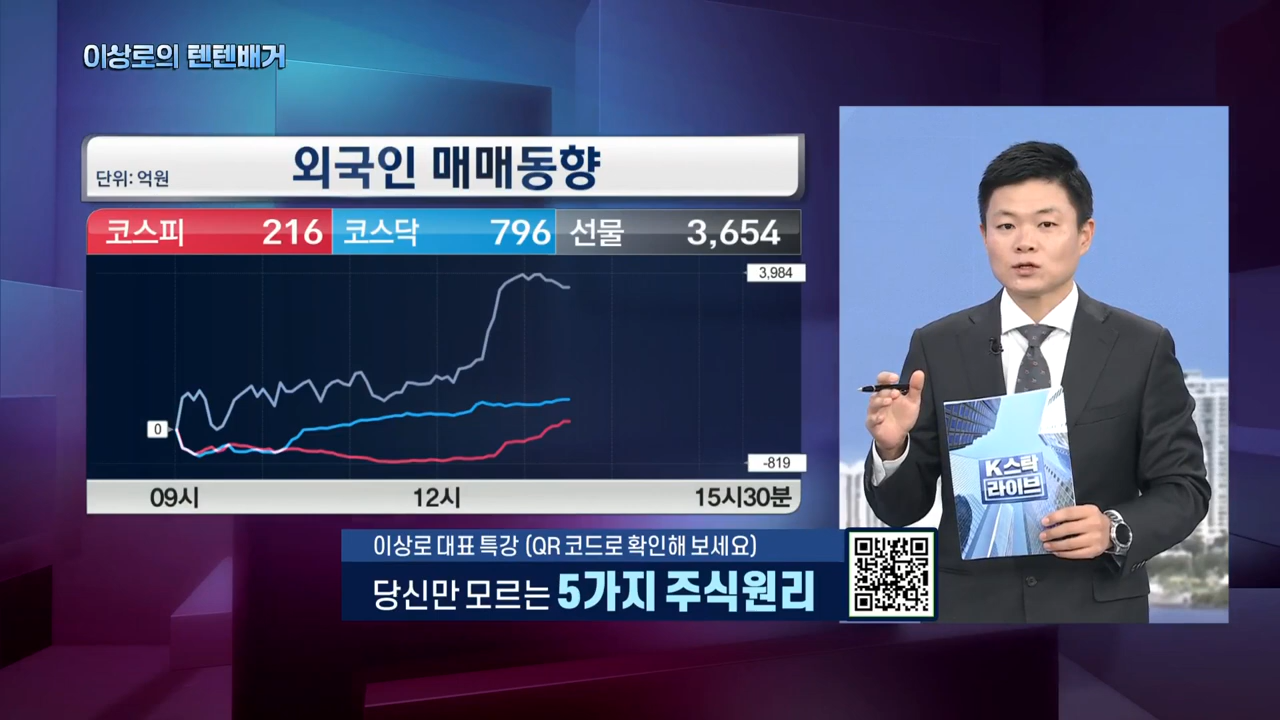 이상로의 텐텐배거
단위: 억원
외국인 매매동향
코스피 216 코스닥 796 선물 3,654
3,984
0
-819
09시 12시 15시30분
K스탁
라이브
이상로 대표 특강 (QR 코드로 확인해 보세요)
당신만 모르는 5가지 주식원리